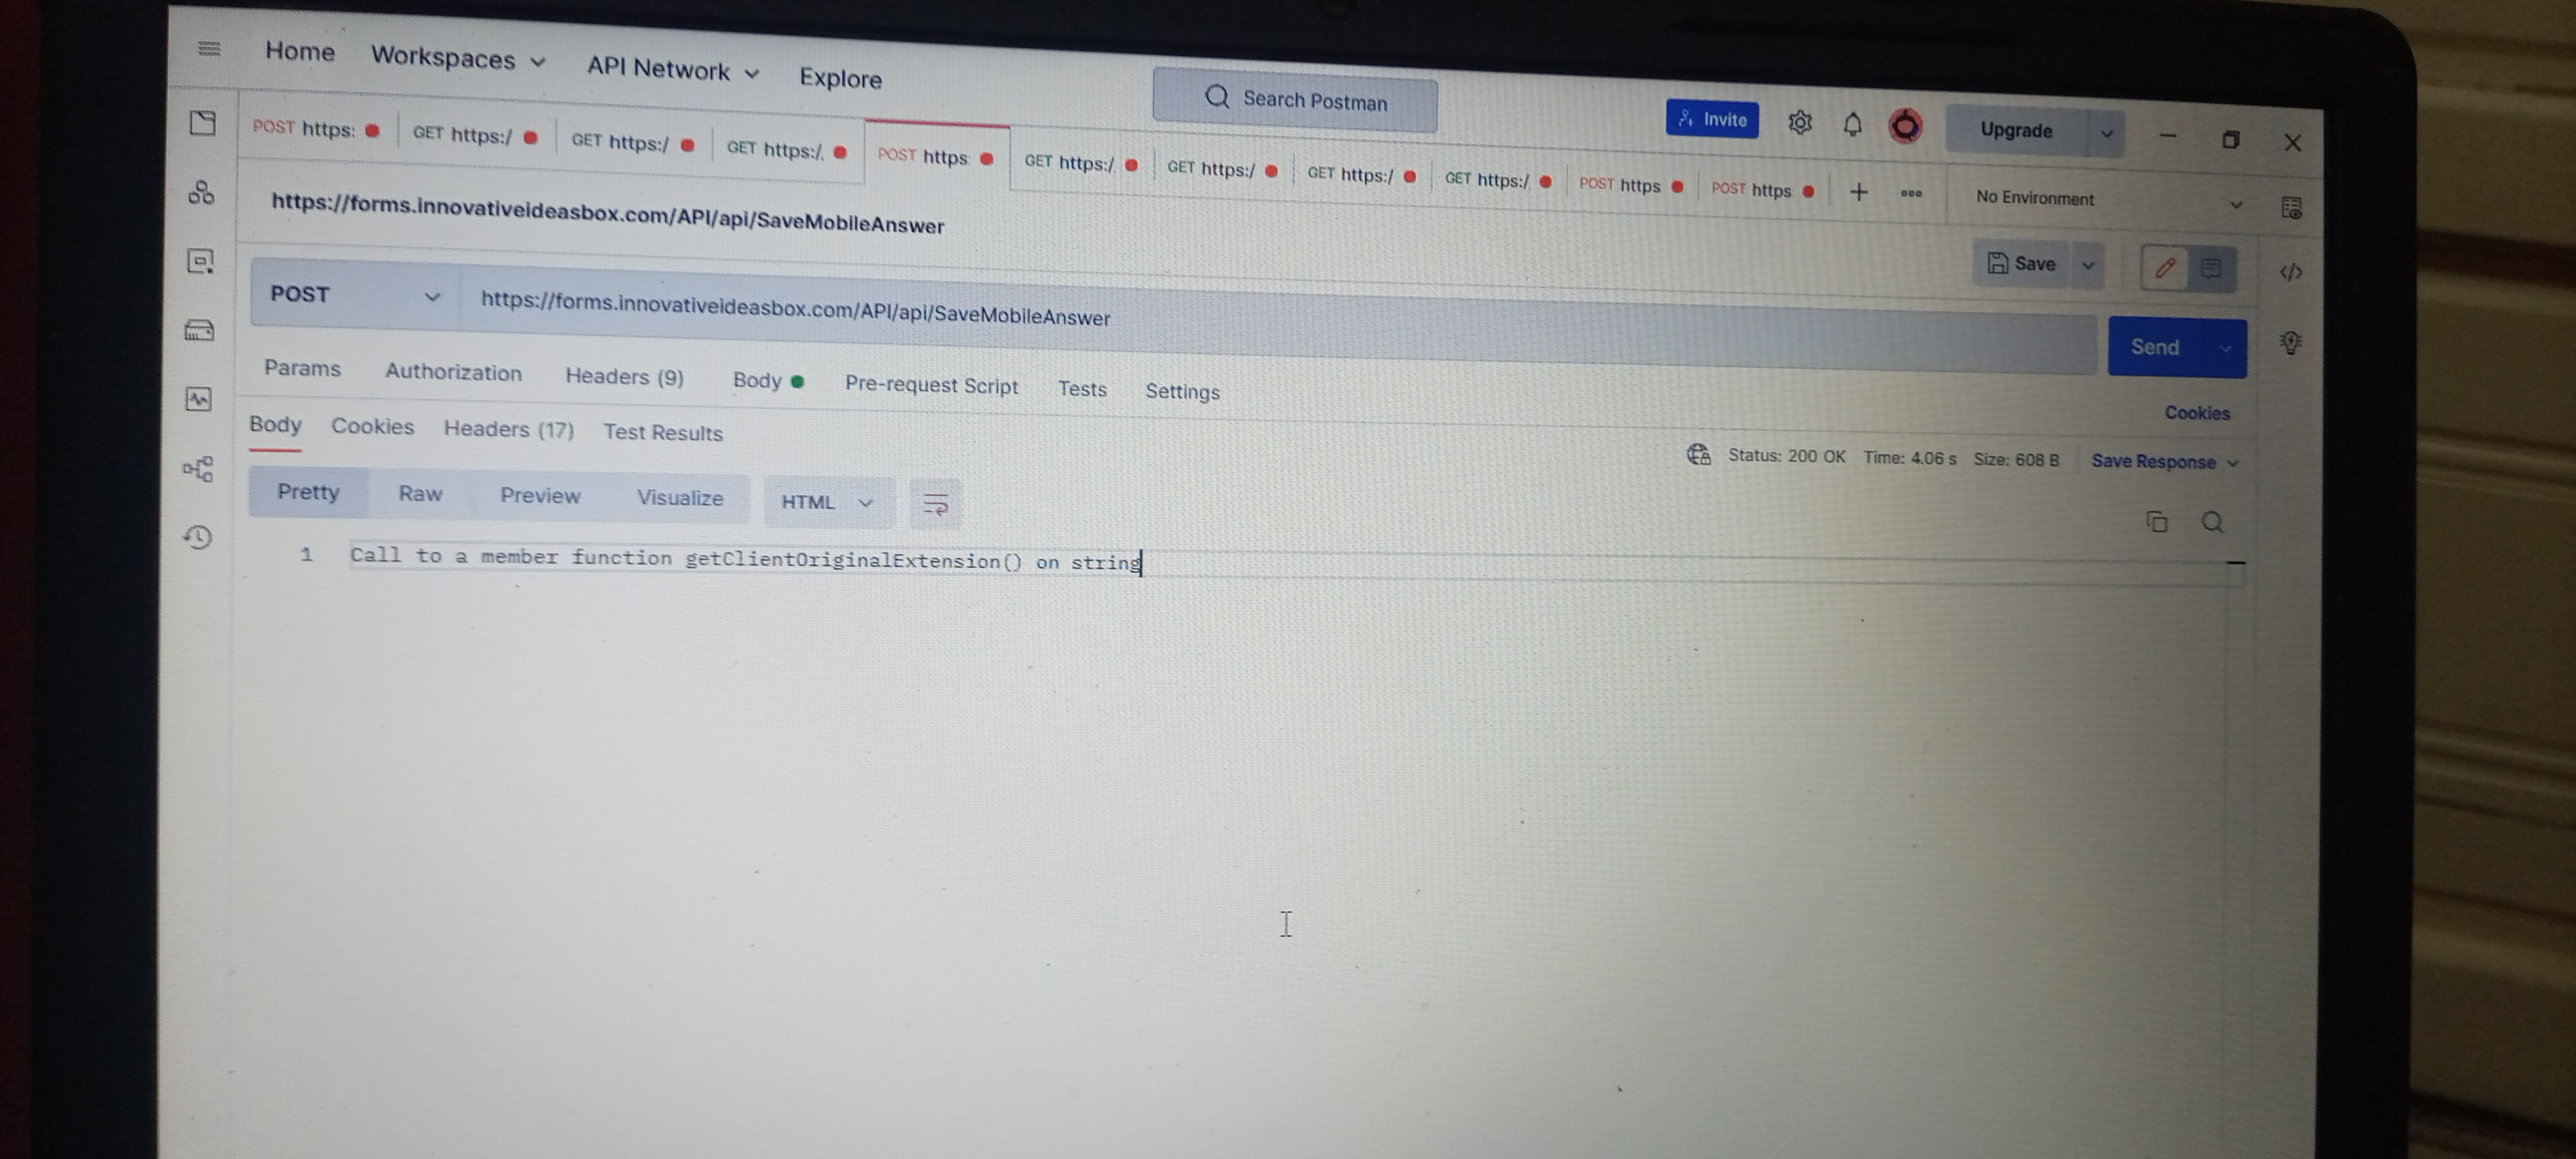 Home Workspaces API Network Explore
Search Postman
Invite
Upgrade
POST https: GET https:/ GET https:/ GET https:/. POST https: GET https:/. GET https:/ GET https:/ GET https:/. POST https POST https
No Environment
https://forms.innovativeideasbox.com/API/api/SaveMobileAnswer
Save
POST https://forms.innovativeideasbox.com/API/api/SaveMobileAnswer
Send
Params Authorization Headers (9) Body Pre-request Script Tests Settings
Cookies
Body Cookies Headers (17) Test Results
Status: 200 OK Time: 4.06 s Size: 608 B Save Response
Pretty Raw Preview Visualize HTML
1 Call to a member function getClientOriginalExtension() on string